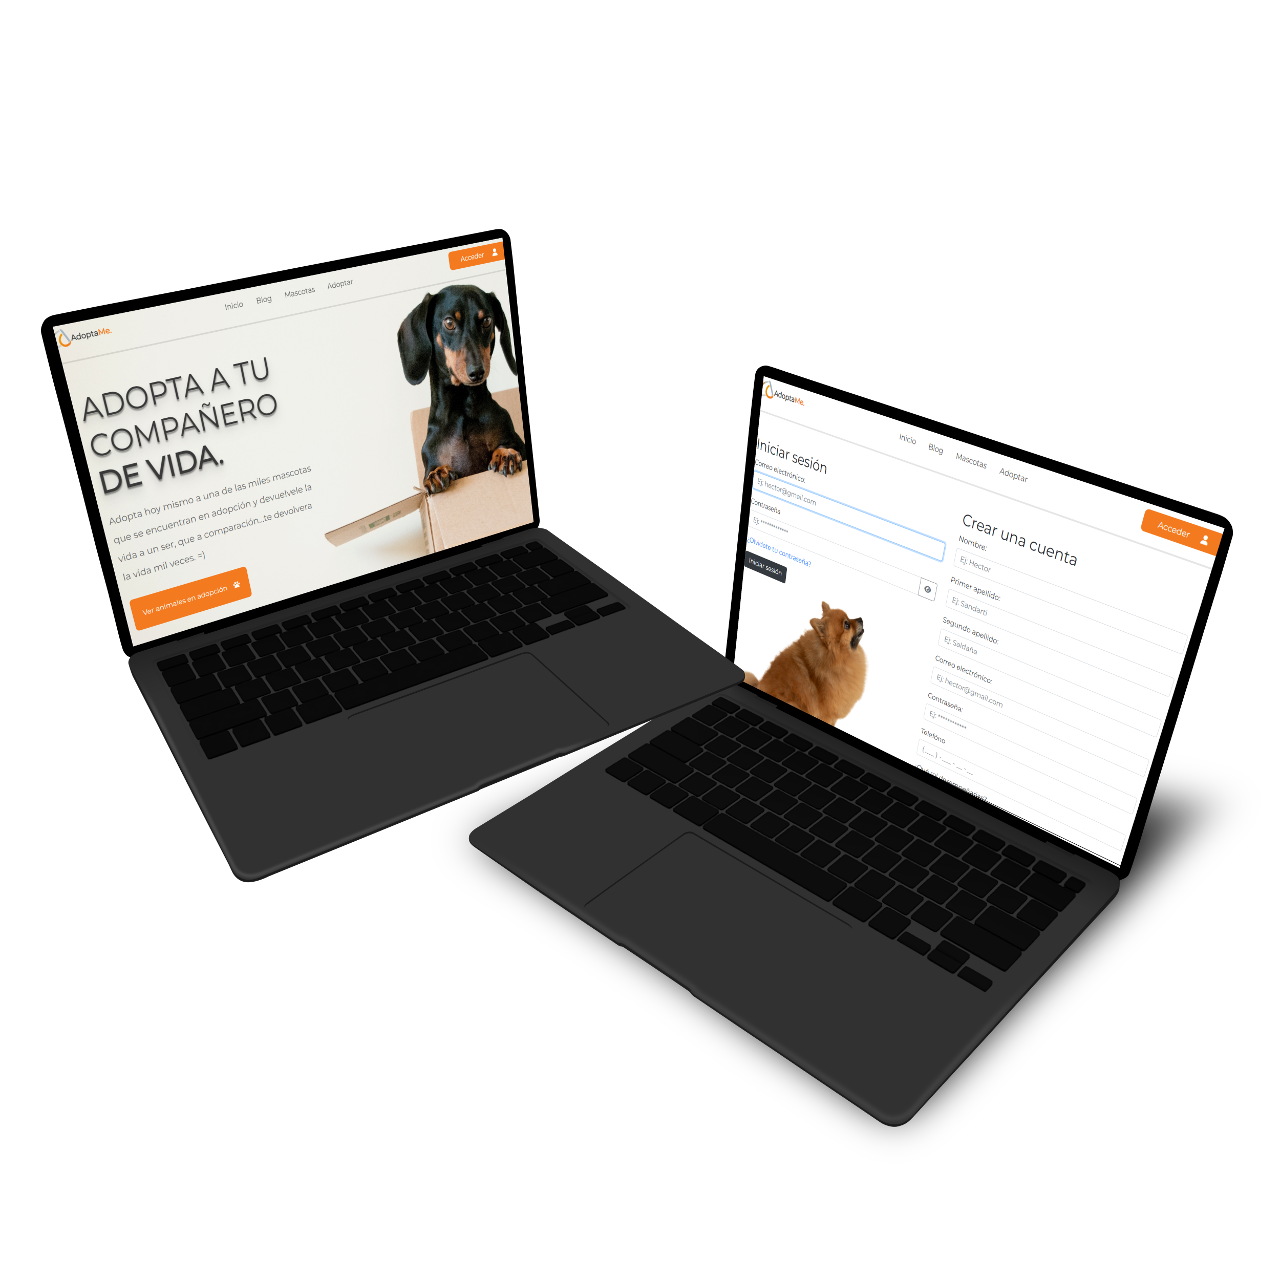 AdoptaMe.
Inicio Blog Mascotas Adoptar
Acceder
ADOPTA A TU
COMPAÑERO
DE VIDA.
Adopta hoy mismo a una de las miles mascotas
que se encuentran en adopción y devuelvele la
vida a un ser, que a comparación...te devolvera
la vida mil veces. =)
Ver animales en adopción
AdoptaMe.
Inicio Blog Mascotas Adoptar
Acceder
Iniciar sesión
Correo electrónico:
Ej: hector@gmail.com
Contraseña
Ej: ************
¿Olvidaste tu contraseña?
Iniciar sesión
Crear una cuenta
Nombre:
Ej: Hector
Primer apellido:
Ej: Sandarti
Segundo apellido:
Ej: Saldaña
Correo electrónico:
Ej: hector@gmail.com
Contraseña:
Ej: ************
Telefóno